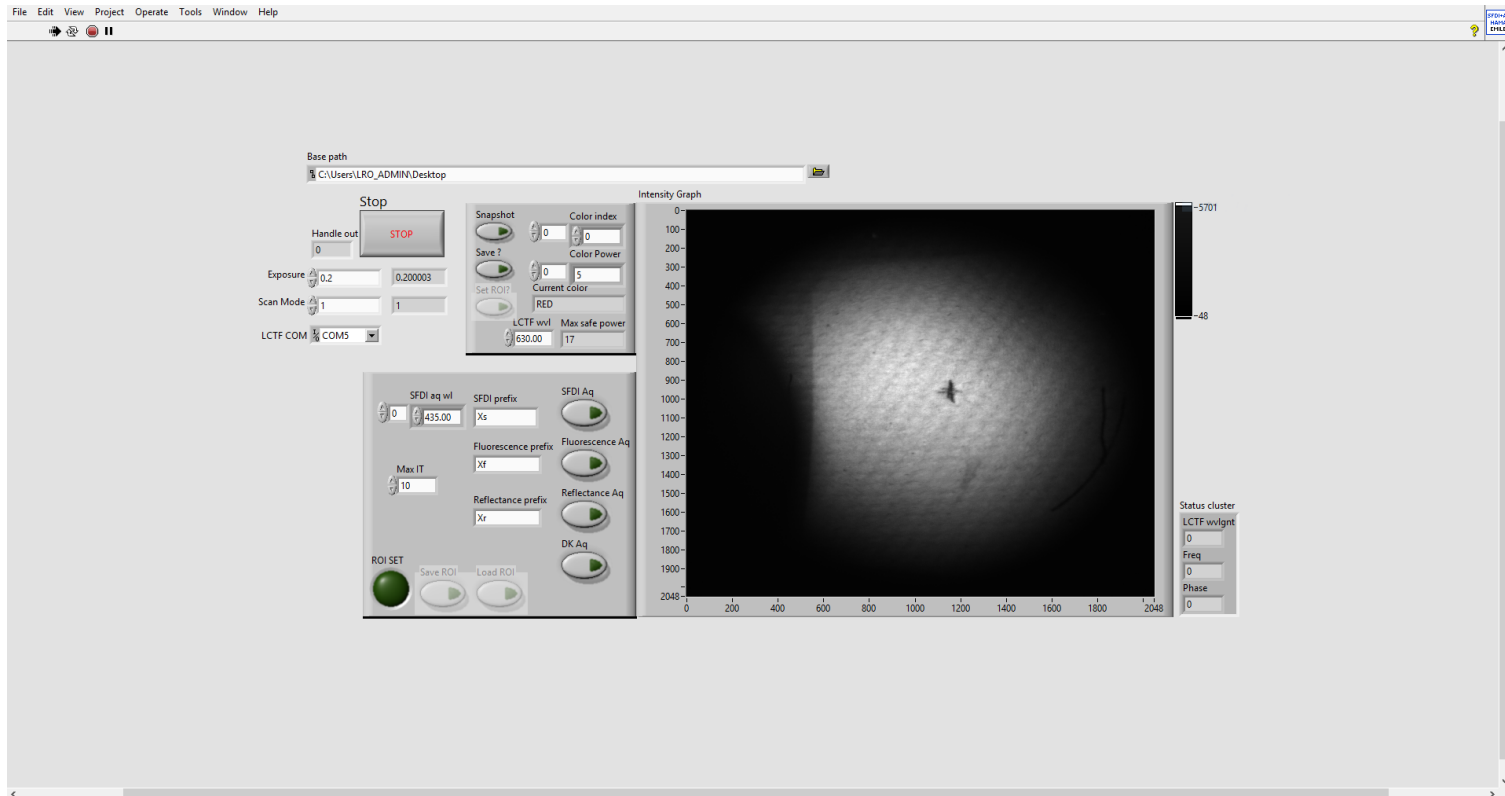 File Edit View Project Operate Tools Window Help
?
SFDI+A
HAMA
EMILE
Base path
C:\Users\LRO_ADMIN\Desktop
Stop
STOP
Handle out
0
Exposure 0.2 0.200003
Scan Mode 1 1
LCTF COM COM5
Snapshot
Color index
0 0
Save ?
Color Power
0 5
Set ROI?
Current color
RED
LCTF wvl Max safe power
630.00 17
SFDI aq wl
0 435.00
SFDI prefix
Xs
SFDI Aq
Fluorescence prefix
Xf
Fluorescence Aq
Max IT
10
Reflectance prefix
Xr
Reflectance Aq
DK Aq
ROI SET
Save ROI
Load ROI
Intensity Graph
0
100
200
300
400
500
600
700
800
900
1000
1100
1200
1300
1400
1500
1600
1700
1800
1900
2048
0 200 400 600 800 1000 1200 1400 1600 1800 2048
5701
48
Status cluster
LCTF wvlgnt
0
Freq
0
Phase
0